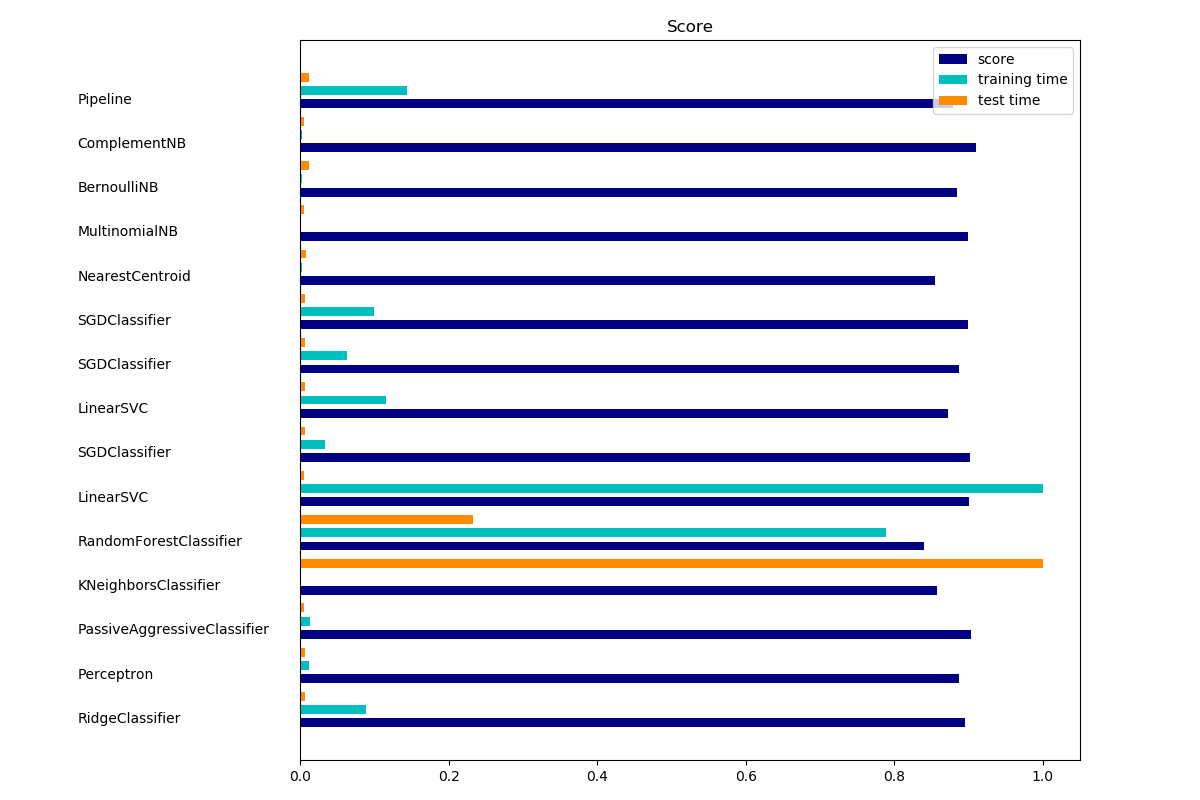 Score
score
training time
test time
Pipeline
ComplementNB
BernoulliNB
MultinomialNB
NearestCentroid
SGDClassifier
SGDClassifier
LinearSVC
SGDClassifier
LinearSVC
RandomForestClassifier
KNeighborsClassifier
PassiveAggressiveClassifier
Perceptron
RidgeClassifier
0.0 0.2 0.4 0.6 0.8 1.0